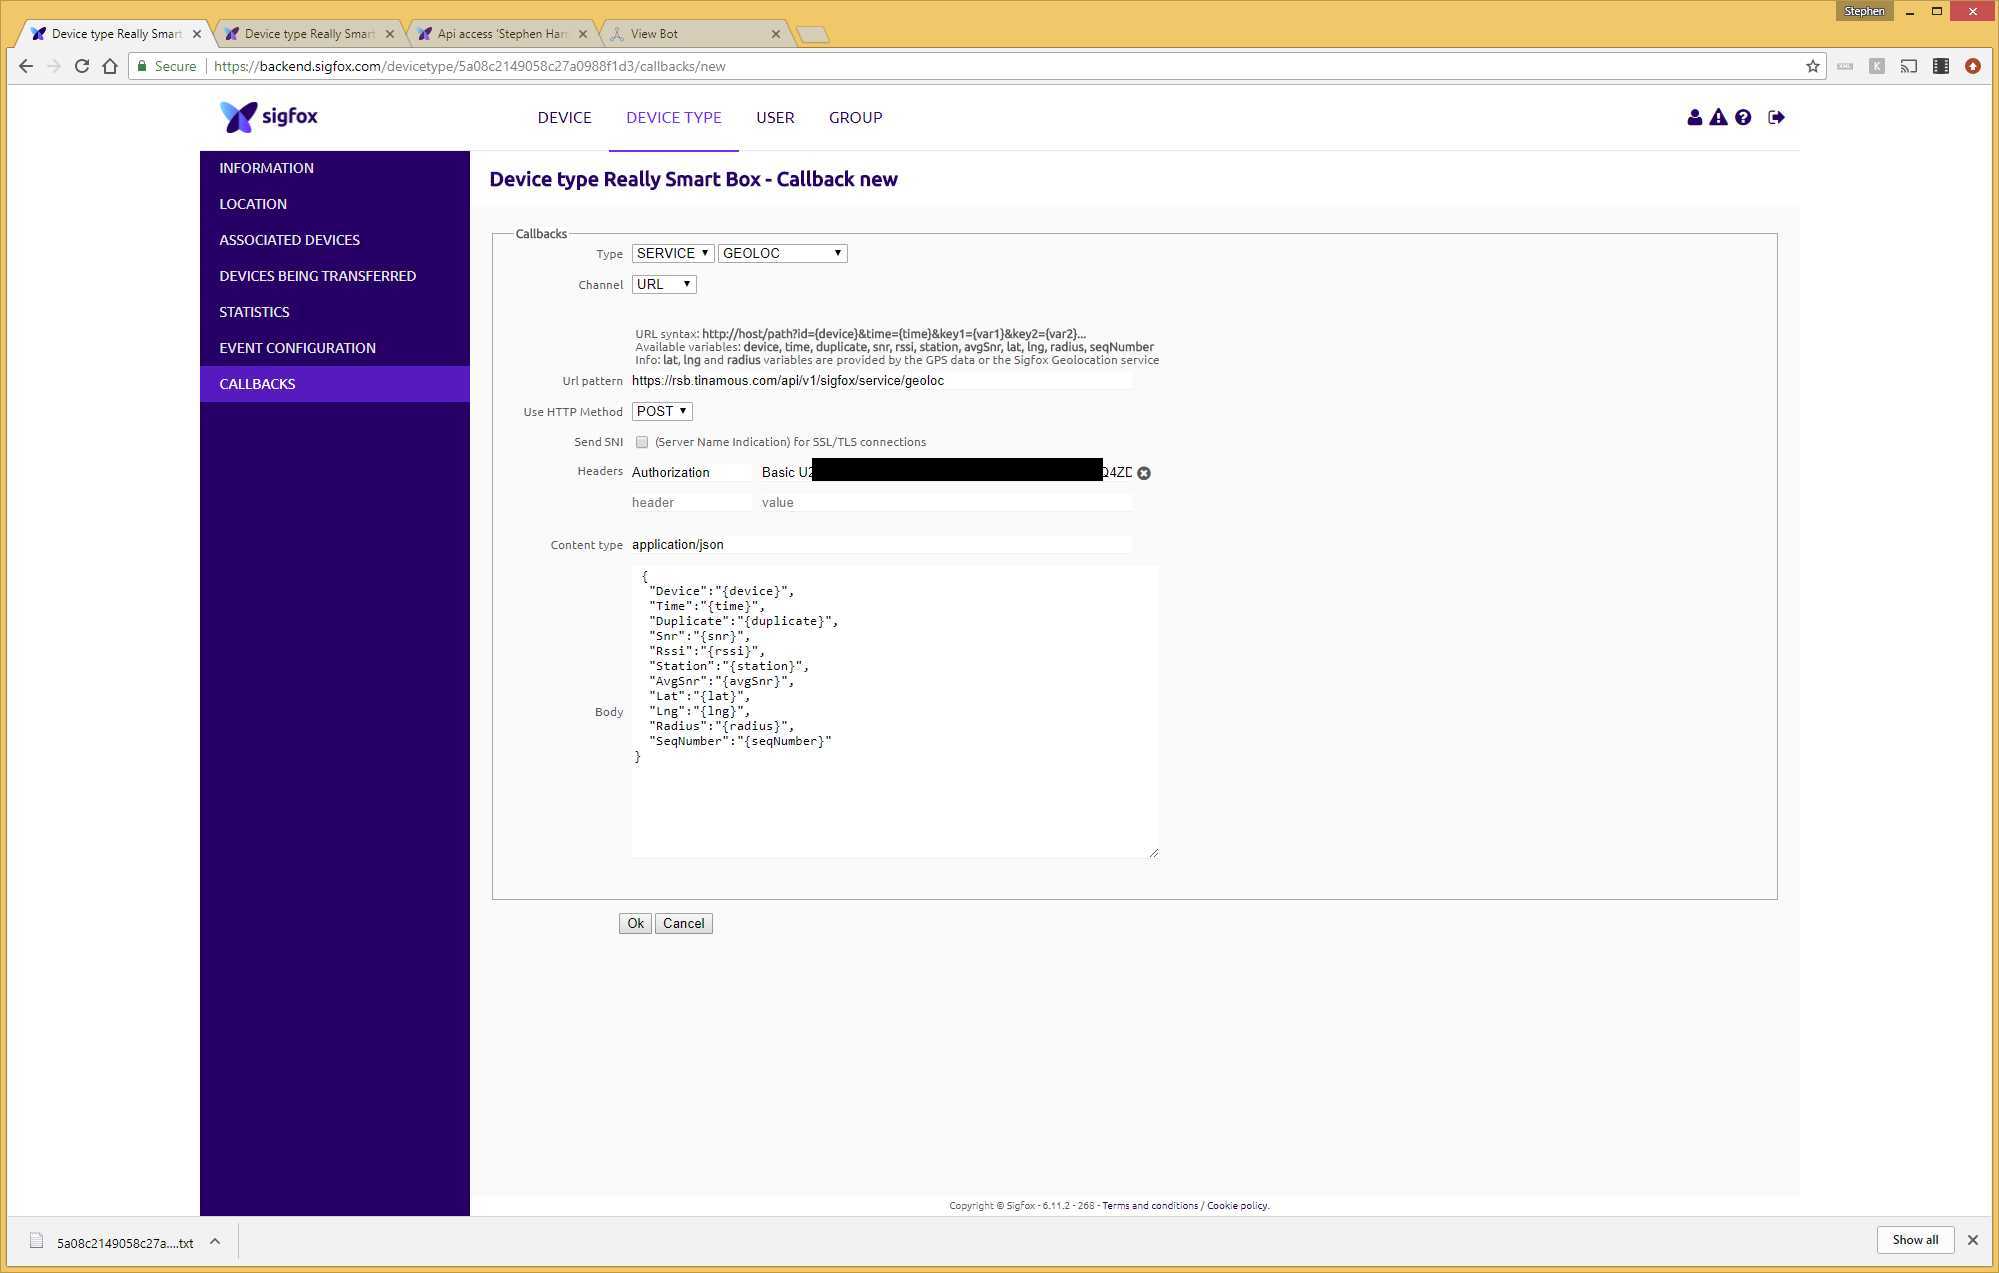 Stephen
Device type Really Smart
Device type Really Smart
Api access 'Stephen Harr
View Bot
Secure
https://backend.sigfox.com/devicetype/5a08c2149058c27a0988f1d3/callbacks/new
sigfox
DEVICE
DEVICE TYPE
USER
GROUP
INFORMATION
LOCATION
ASSOCIATED DEVICES
DEVICES BEING TRANSFERRED
STATISTICS
EVENT CONFIGURATION
CALLBACKS
Device type Really Smart Box - Callback new
Callbacks
Type SERVICE GEOLOC
Channel URL
URL syntax: http://host/path?id={device}&time={time}&key1={var1}&key2={var2}...
Available variables: device, time, duplicate, snr, rssi, station, avgSnr, lat, lng, radius, seqNumber
Info: lat, lng and radius variables are provided by the GPS data or the Sigfox Geolocation service
Url pattern https://rsb.tinamous.com/api/v1/sigfox/service/geoloc
Use HTTP Method POST
Send SNI (Server Name Indication) for SSL/TLS connections
Headers Authorization Basic U2 Q4ZD
header value
Content type application/json
Body
{
"Device":"{device}",
"Time":"{time}",
"Duplicate":"{duplicate}",
"Snr":"{snr}",
"Rssi":"{rssi}",
"Station":"{station}",
"AvgSnr":"{avgSnr}",
"Lat":"{lat}",
"Lng":"{lng}",
"Radius":"{radius}",
"SeqNumber":"{seqNumber}"
}
Ok Cancel
Copyright © Sigfox - 6.11.2 - 268 - Terms and conditions / Cookie policy.
5a08c2149058c27a....txt
Show all